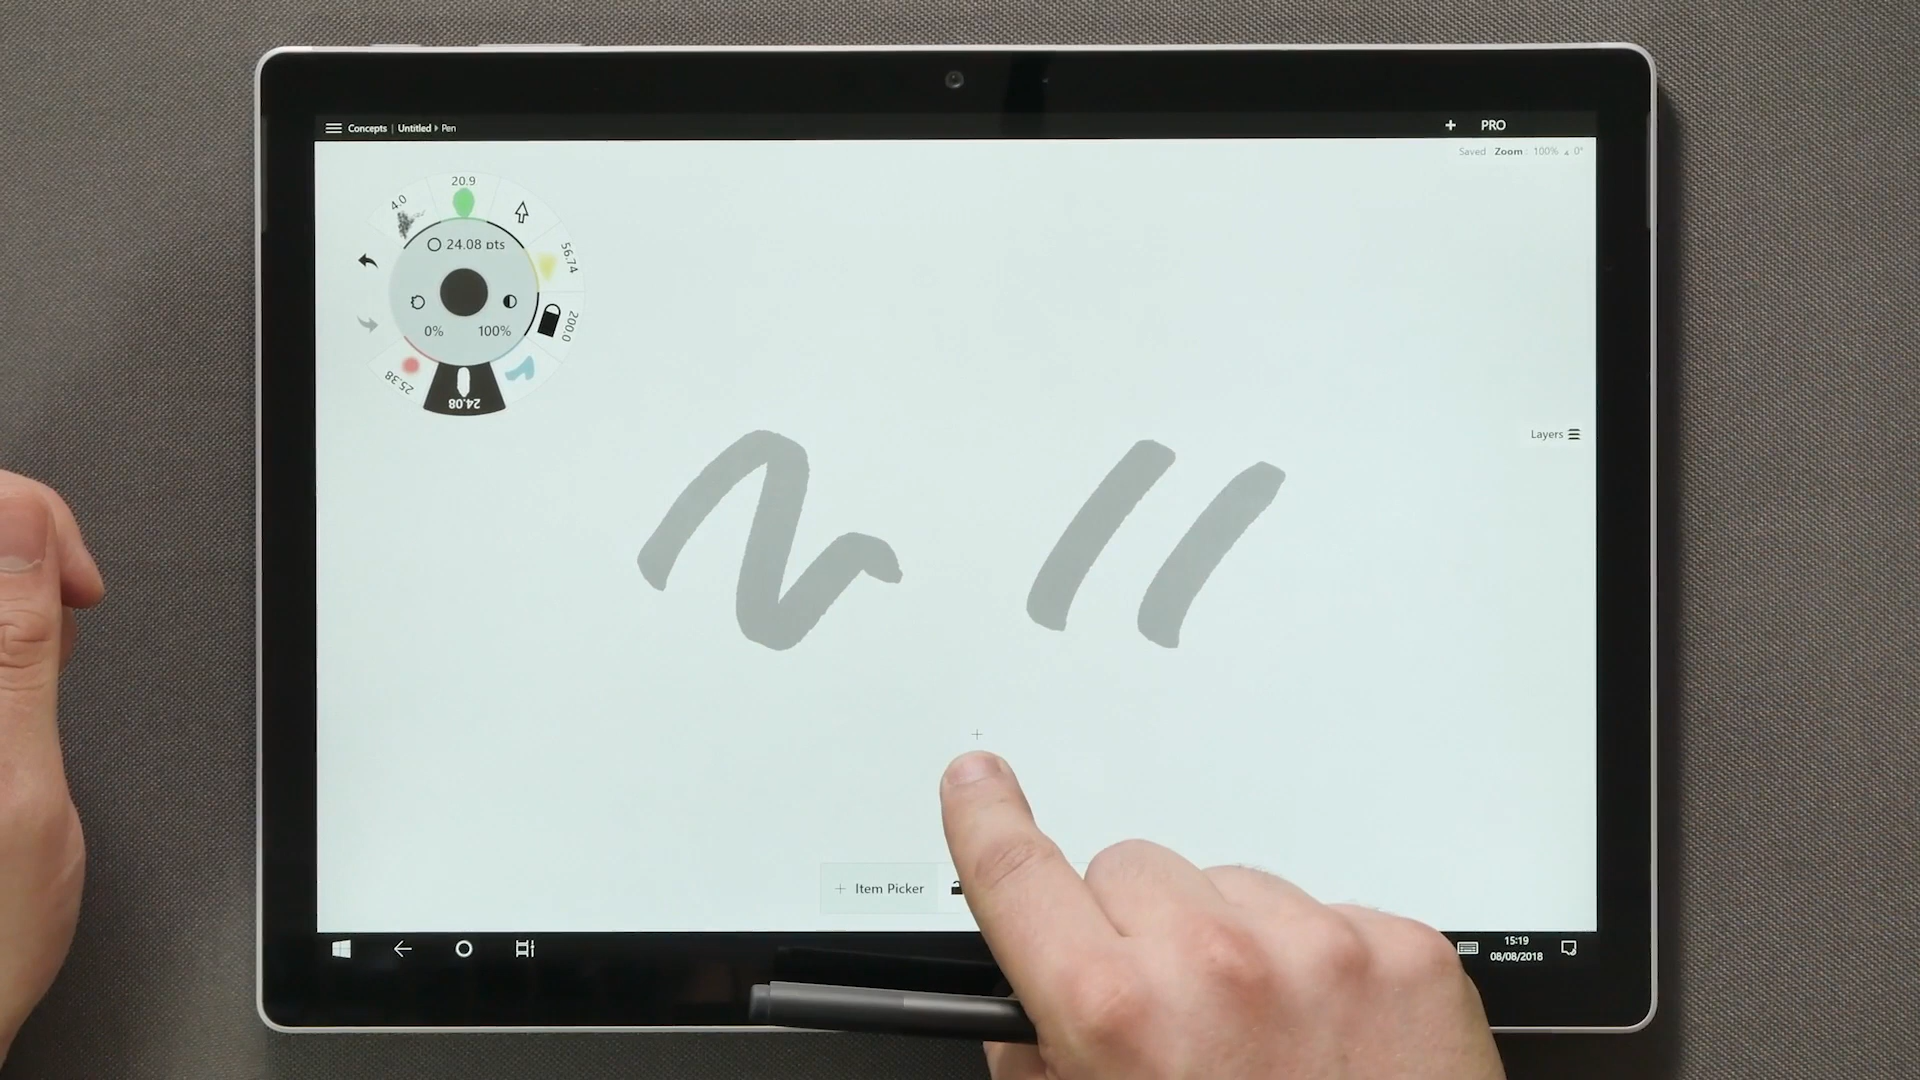 Concepts | Untitled ▸ Pen
+ PRO
Saved Zoom : 100% 0°
20.9
4.0
56.74
24.08 pts
200.0
0% 100%
25.38
24.08
Layers
+ Item Picker
15:19
08/08/2018